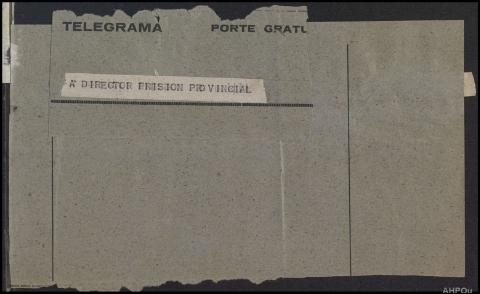 TELEGRAMA PORTE GRATU
A DIRECTOR PRISION PROVINCIAL
AHPOu